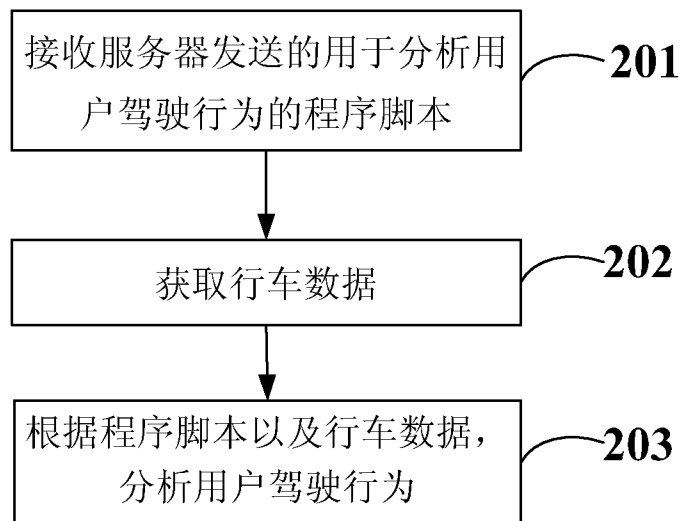 接收服务器发送的用于分析用
户驾驶行为的程序脚本
201
获取行车数据
202
根据程序脚本以及行车数据，
分析用户驾驶行为
203